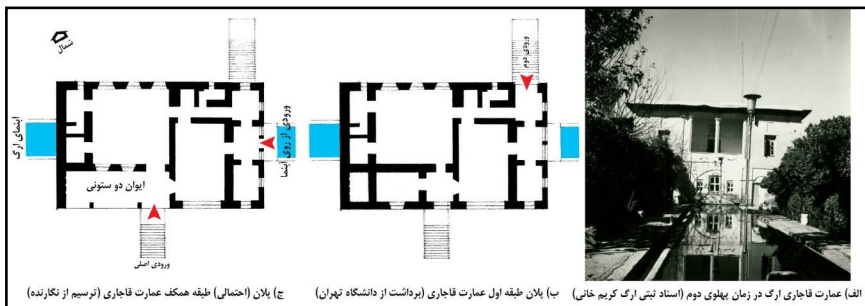 شمال
ورودی دوم
آبنمای ارگ
ورودی از روی آبنما
ایوان دو ستونی
ورودی اصلی
الف) عمارت قاجاری ارگ در زمان پهلوی دوم (اسناد ثبتی ارگ کریم خانی)
ب) پلان طبقه اول عمارت قاجاری (برداشت از دانشگاه تهران)
ج) پلان (احتمالی) طبقه همکف عمارت قاجاری (ترسیم از نگارنده)